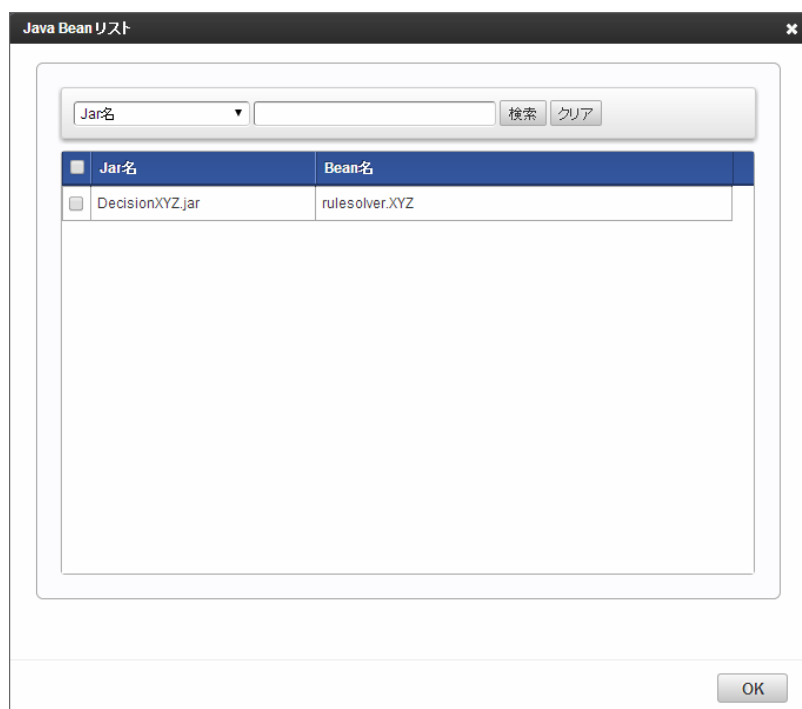 Java Bean リスト
Jar名 検索 クリア
Jar名 Bean名
DecisionXYZ.jar rulesolver.XYZ
OK